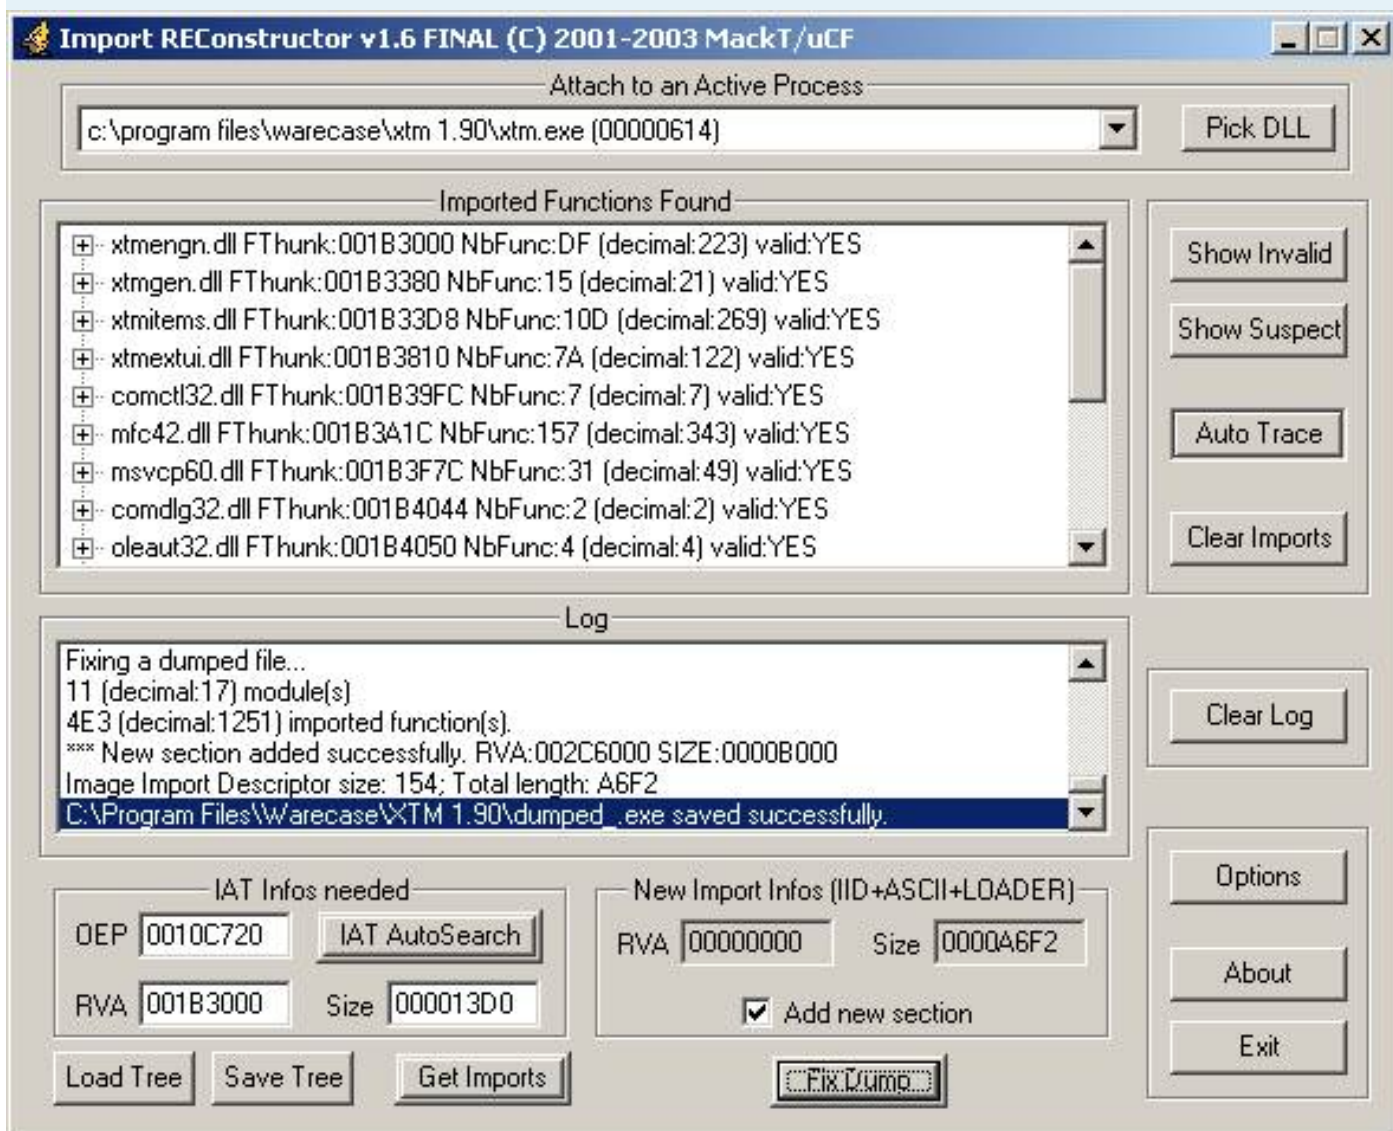 Import REConstructor v1.6 FINAL (C) 2001-2003 MackT/uCF
Attach to an Active Process
c:\program files\warecase\xtm 1.90\xtm.exe (00000614)
Pick DLL
Imported Functions Found
xtmengn.dll FThunk:001B3000 NbFunc:DF (decimal:223) valid:YES
xtmgen.dll FThunk:001B3380 NbFunc:15 (decimal:21) valid:YES
xtmitems.dll FThunk:001B33D8 NbFunc:10D (decimal:269) valid:YES
xtmextui.dll FThunk:001B3810 NbFunc:7A (decimal:122) valid:YES
comctl32.dll FThunk:001B39FC NbFunc:7 (decimal:7) valid:YES
mfc42.dll FThunk:001B3A1C NbFunc:157 (decimal:343) valid:YES
msvcp60.dll FThunk:001B3F7C NbFunc:31 (decimal:49) valid:YES
comdlg32.dll FThunk:001B4044 NbFunc:2 (decimal:2) valid:YES
oleaut32.dll FThunk:001B4050 NbFunc:4 (decimal:4) valid:YES
Show Invalid
Show Suspect
Auto Trace
Clear Imports
Log
Fixing a dumped file...
11 (decimal:17) module(s)
4E3 (decimal:1251) imported function(s).
*** New section added successfully. RVA:002C6000 SIZE:0000B000
Image Import Descriptor size: 154; Total length: A6F2
C:\Program Files\Warecase\XTM 1.90\dumped_.exe saved successfully.
Clear Log
IAT Infos needed
OEP 0010C720 IAT AutoSearch
RVA 001B3000 Size 000013D0
New Import Infos (IID+ASCII+LOADER)
RVA 00000000 Size 0000A6F2
Add new section
Options
About
Exit
Load Tree Save Tree Get Imports Fix Dump